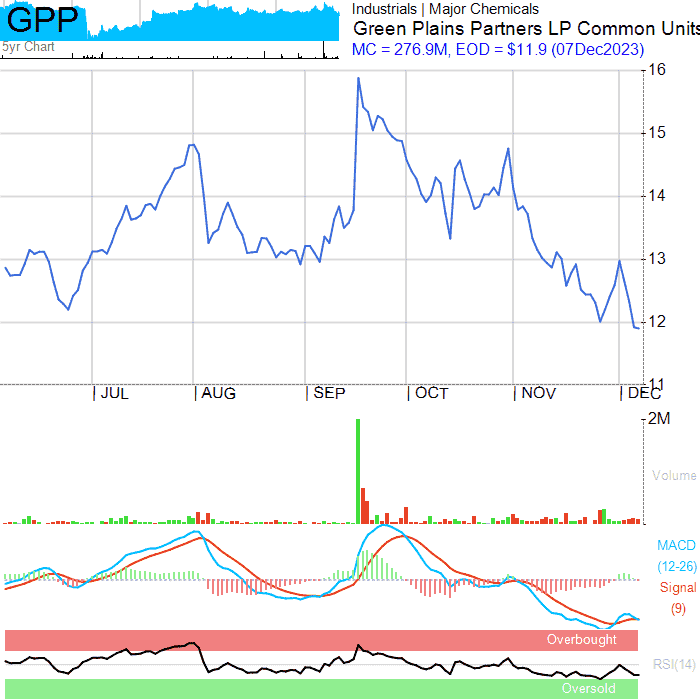 GPP
5yr Chart
Industrials | Major Chemicals
Green Plains Partners LP Common Units
MC = 276.9M, EOD = $11.9 (07Dec2023)
16
15
14
13
12
11
JUL AUG SEP OCT NOV DEC
2M
Volume
MACD
(12-26)
Signal
(9)
Overbought
RSI(14)
Oversold